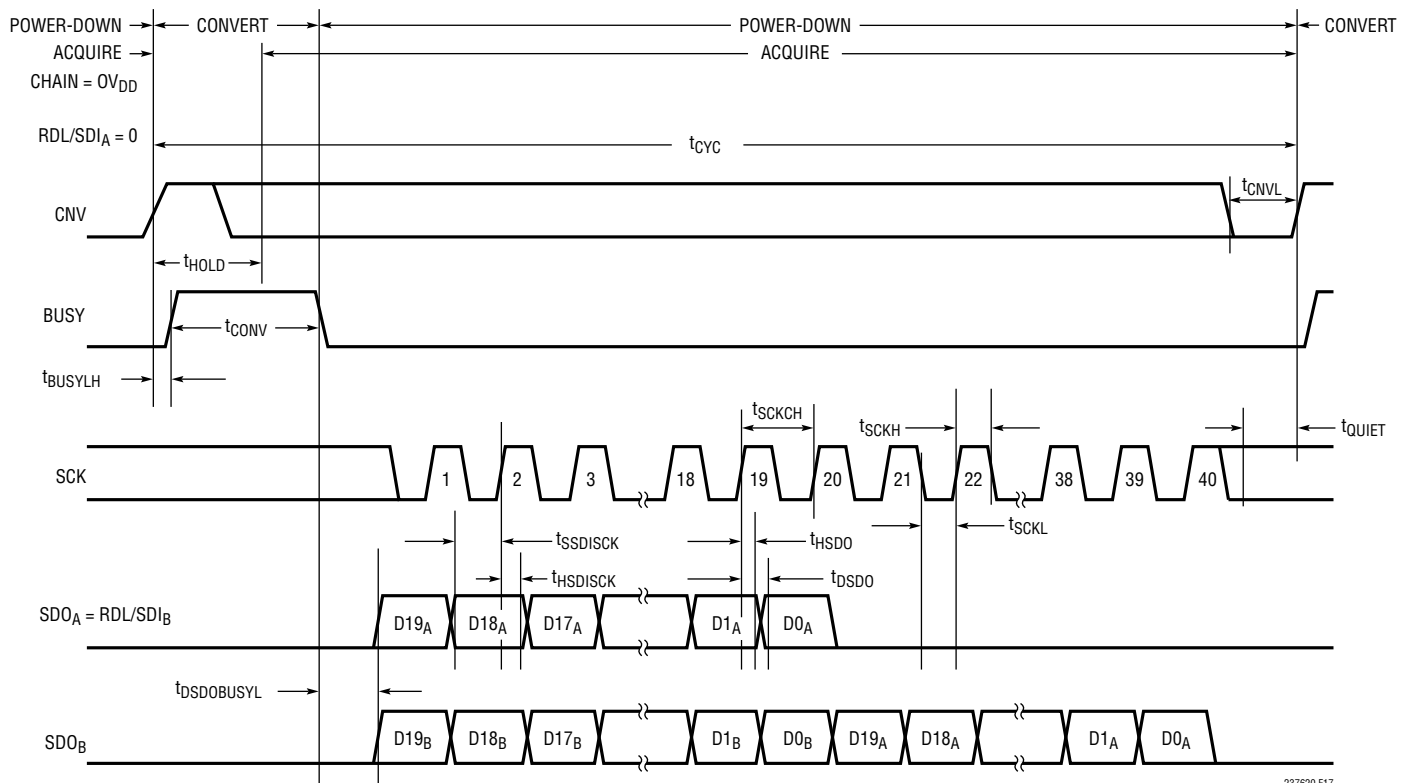 POWER-DOWN CONVERT POWER-DOWN CONVERT
ACQUIRE ACQUIRE
CHAIN = OVDD
RDL/SDIA = 0
tCYC
CNV
tCNVL
tHOLD
BUSY
tCONV
tBUSYLH
tSCKCH
tSCKH
tQUIET
SCK
1 2 3 18 19 20 21 22 38 39 40
tSSDISCK
tHSDO
tSCKL
tHSDISCK
tDSDO
SDOA = RDL/SDIB
D19A D18A D17A D1A D0A
tDSDOBUSYL
SDOB
D19B D18B D17B D1B D0B D19A D18A D1A D0A
237620 F17